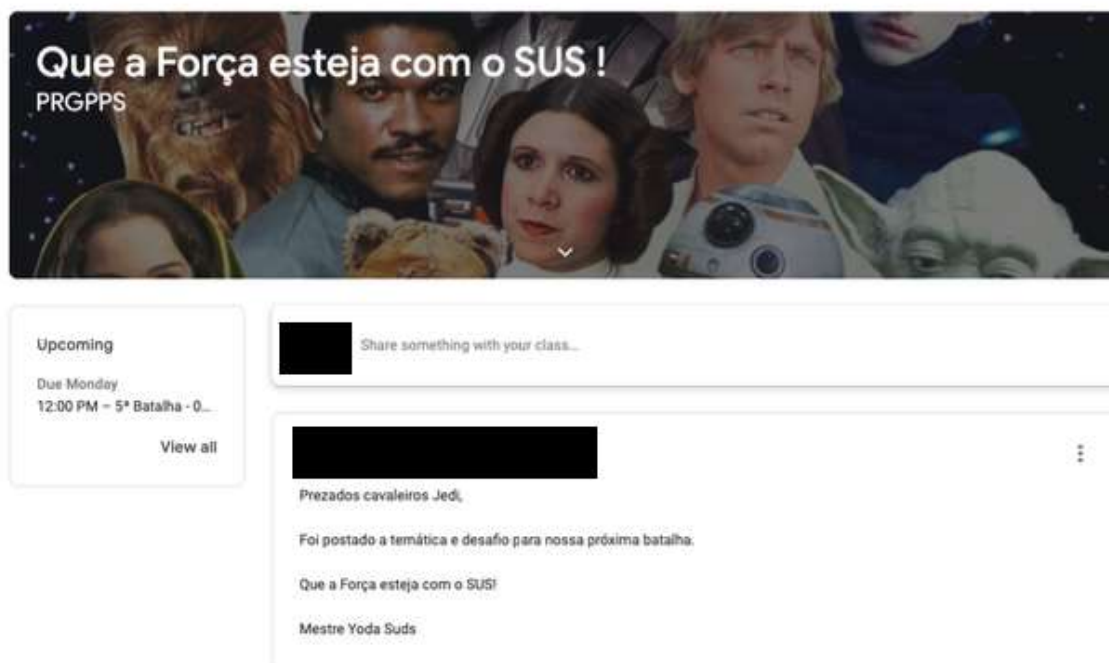 Que a Força esteja com o SUS !
PRGPPS
Upcoming
Due Monday
12:00 PM – 5ª Batalha - 0...
View all
Share something with your class...
Prezados cavaleiros Jedi,
Foi postado a temática e desafio para nossa próxima batalha.
Que a Força esteja com o SUS!
Mestre Yoda Suds